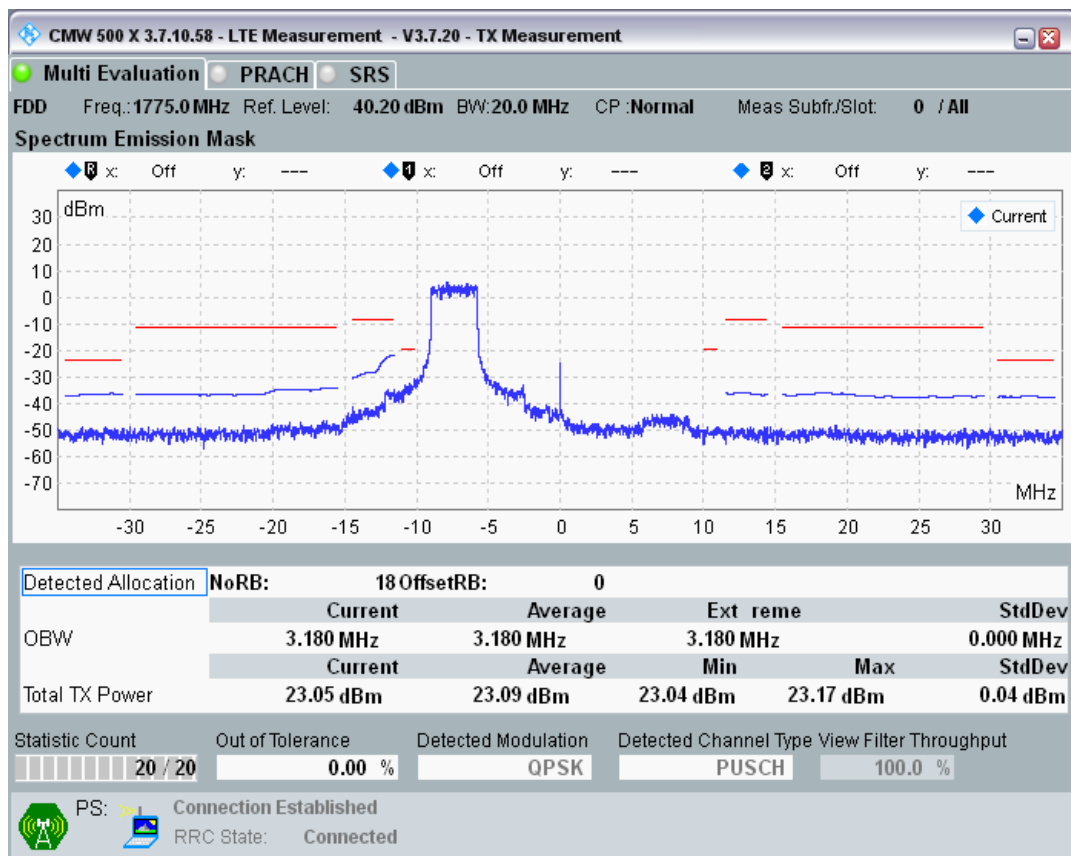 CMW 500 X 3.7.10.58 - LTE Measurement - V3.7.20 - TX Measurement
Multi Evaluation PRACH SRS
FDD Freq.: 1775.0 MHz Ref. Level: 40.20 dBm BW: 20.0 MHz CP : Normal Meas Subfr./Slot: 0 / All
Spectrum Emission Mask
R x: Off y: --- 1 x: Off y: --- 2 x: Off y: ---
dBm
Current
30
20
10
0
-10
-20
-30
-40
-50
-60
-70
MHz
-30 -25 -20 -15 -10 -5 0 5 10 15 20 25 30
Detected Allocation NoRB: 18 OffsetRB: 0
Current Average Ext reme StdDev
OBW 3.180 MHz 3.180 MHz 3.180 MHz 0.000 MHz
Current Average Min Max StdDev
Total TX Power 23.05 dBm 23.09 dBm 23.04 dBm 23.17 dBm 0.04 dBm
Statistic Count Out of Tolerance Detected Modulation Detected Channel Type View Filter Throughput
20 / 20 0.00 % QPSK PUSCH 100.0 %
PS: Connection Established
RRC State: Connected